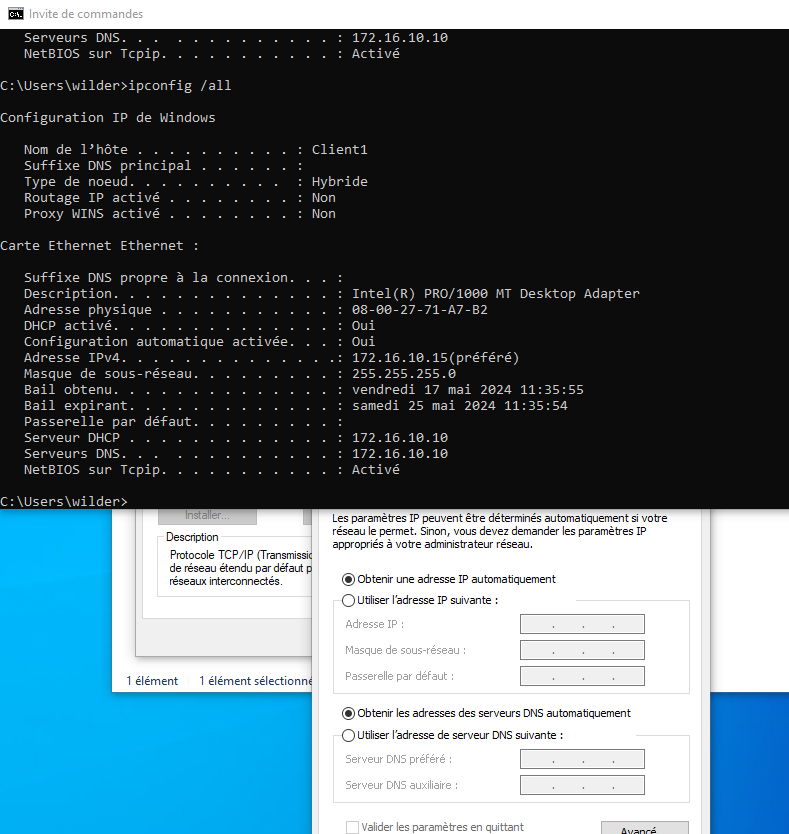 Invite de commandes
Serveurs DNS. . . . . . . . . . . . . : 172.16.10.10
NetBIOS sur Tcpip. . . . . . . . . . . : Activé
C:\Users\wilder>ipconfig /all
Configuration IP de Windows
Nom de l’hôte . . . . . . . . . . : Client1
Suffixe DNS principal . . . . . . :
Type de noeud. . . . . . . . . . : Hybride
Routage IP activé . . . . . . . . : Non
Proxy WINS activé . . . . . . . . : Non
Carte Ethernet Ethernet :
Suffixe DNS propre à la connexion. . . :
Description. . . . . . . . . . . . . . : Intel(R) PRO/1000 MT Desktop Adapter
Adresse physique . . . . . . . . . . . : 08-00-27-71-A7-B2
DHCP activé. . . . . . . . . . . . . . : Oui
Configuration automatique activée. . . : Oui
Adresse IPv4. . . . . . . . . . . . . .: 172.16.10.15(préféré)
Masque de sous-réseau. . . . . . . . . : 255.255.255.0
Bail obtenu. . . . . . . . . . . . . . : vendredi 17 mai 2024 11:35:55
Bail expirant. . . . . . . . . . . . . : samedi 25 mai 2024 11:35:54
Passerelle par défaut. . . . . . . . . :
Serveur DHCP . . . . . . . . . . . . . : 172.16.10.10
Serveurs DNS. . . . . . . . . . . . . : 172.16.10.10
NetBIOS sur Tcpip. . . . . . . . . . . : Activé
C:\Users\wilder>
Installer...
Description
Protocole TCP/IP (Transmissio
de réseau étendu par défaut p
réseaux interconnectés.
1 élément 1 élément sélectionné
Les paramètres IP peuvent être déterminés automatiquement si votre
réseau le permet. Sinon, vous devez demander les paramètres IP
appropriés à votre administrateur réseau.
Obtenir une adresse IP automatiquement
Utiliser l’adresse IP suivante :
Adresse IP :
Masque de sous-réseau :
Passerelle par défaut :
Obtenir les adresses des serveurs DNS automatiquement
Utiliser l’adresse de serveur DNS suivante :
Serveur DNS préféré :
Serveur DNS auxiliaire :
Valider les paramètres en quittant
Avancé...